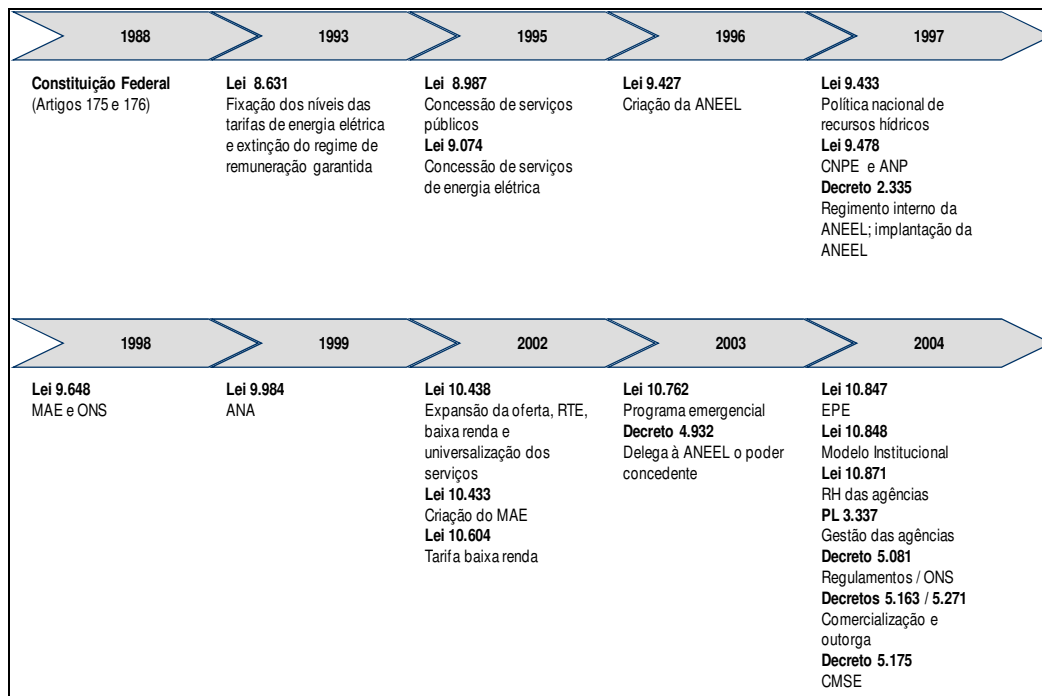 1988
1993
1995
1996
1997
Constituição Federal
(Artigos 175 e 176)
Lei 8.631
Fixação dos níveis das
tarifas de energia elétrica
e extinção do regime de
remuneração garantida
Lei 8.987
Concessão de serviços
públicos
Lei 9.074
Concessão de serviços
de energia elétrica
Lei 9.427
Criação da ANEEL
Lei 9.433
Política nacional de
recursos hídricos
Lei 9.478
CNPE e ANP
Decreto 2.335
Regimento interno da
ANEEL; implantação da
ANEEL
1998
1999
2002
2003
2004
Lei 9.648
MAE e ONS
Lei 9.984
ANA
Lei 10.438
Expansão da oferta, RTE,
baixa renda e
universalização dos
serviços
Lei 10.433
Criação do MAE
Lei 10.604
Tarifa baixa renda
Lei 10.762
Programa emergencial
Decreto 4.932
Delega à ANEEL o poder
concedente
Lei 10.847
EPE
Lei 10.848
Modelo Institucional
Lei 10.871
RH das agências
PL 3.337
Gestão das agências
Decreto 5.081
Regulamentos / ONS
Decretos 5.163 / 5.271
Comercialização e
outorga
Decreto 5.175
CMSE